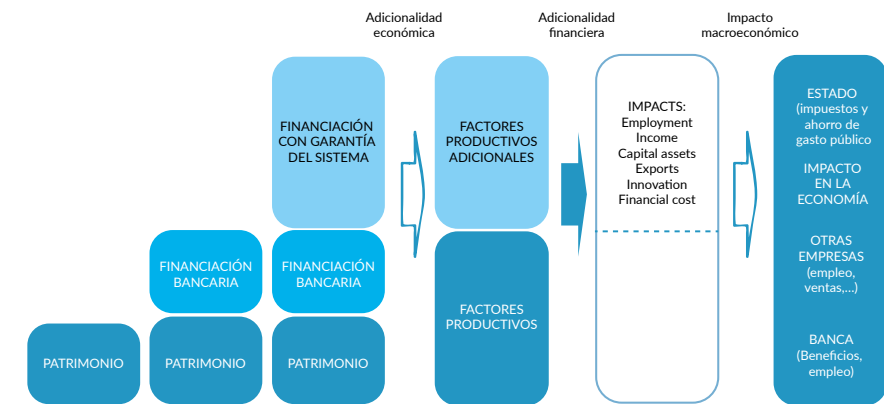 Adicionalidad
económica
Adicionalidad
financiera
Impacto
macroeconómico
FINANCIACIÓN
CON GARANTÍA
DEL SISTEMA
FACTORES
PRODUCTIVOS
ADICIONALES
IMPACTS:
Employment
Income
Capital assets
Exports
Innovation
Financial cost
ESTADO
(impuestos y
ahorro de
gasto público
IMPACTO
EN LA
ECONOMÍA
OTRAS
EMPRESAS
(empleo,
ventas,...)
BANCA
(Beneficios,
empleo)
FINANCIACIÓN
BANCARIA
FINANCIACIÓN
BANCARIA
FACTORES
PRODUCTIVOS
PATRIMONIO
PATRIMONIO
PATRIMONIO